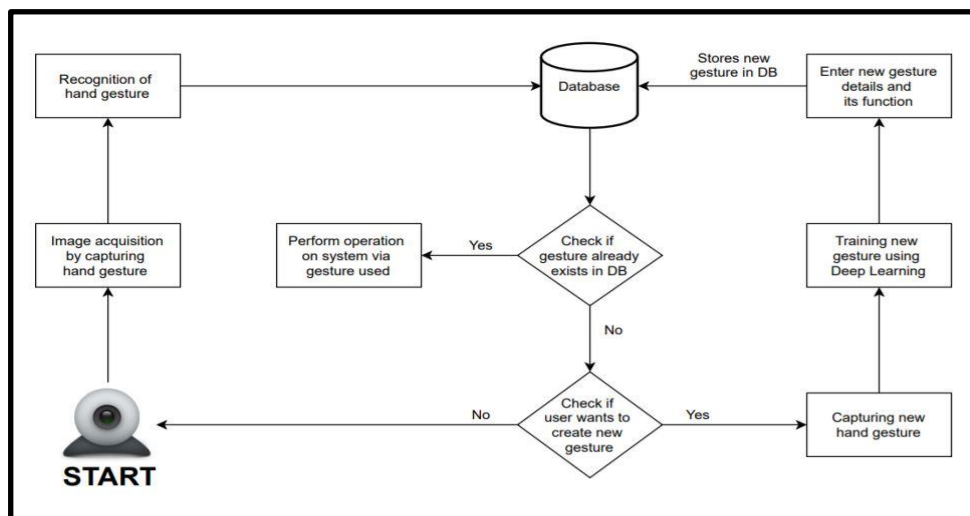 Recognition of
hand gesture
Database
Stores new
gesture in DB
Enter new gesture
details and
its function
Image acquisition
by capturing
hand gesture
Perform operation
on system via
gesture used
Yes
Check if
gesture already
exists in DB
Training new
gesture using
Deep Learning
No
START
No
Check if
user wants to
create new
gesture
Yes
Capturing new
hand gesture